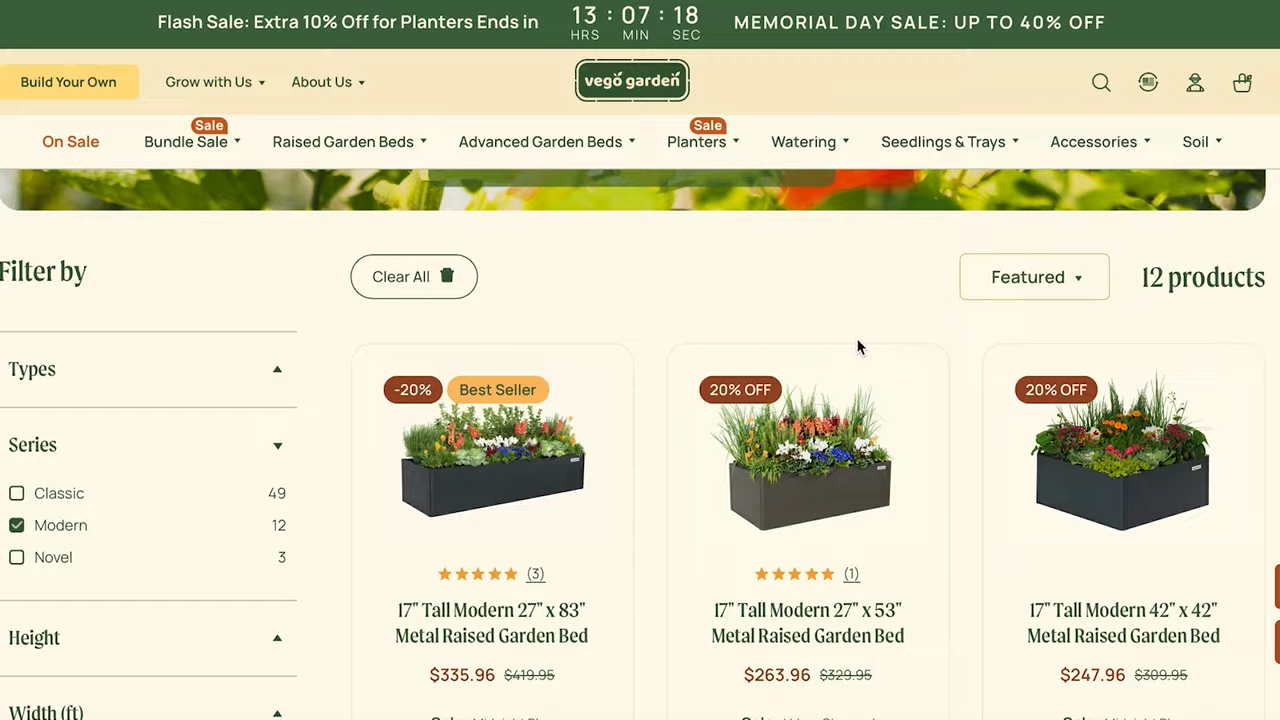 Flash Sale: Extra 10% Off for Planters Ends in
13 : 07 : 18
HRS MIN SEC
MEMORIAL DAY SALE: UP TO 40% OFF
Build Your Own
Grow with Us
About Us
vegō garden
On Sale
Bundle Sale
Sale
Raised Garden Beds
Advanced Garden Beds
Planters
Sale
Watering
Seedlings & Trays
Accessories
Soil
Filter by
Clear All
Featured
12 products
Types
Series
Classic 49
Modern 12
Novel 3
Height
Width (ft)
-20%
Best Seller
(3)
17" Tall Modern 27" x 83"
Metal Raised Garden Bed
$335.96 $419.95
20% OFF
(1)
17" Tall Modern 27" x 53"
Metal Raised Garden Bed
$263.96 $329.95
20% OFF
17" Tall Modern 42" x 42"
Metal Raised Garden Bed
$247.96 $309.95